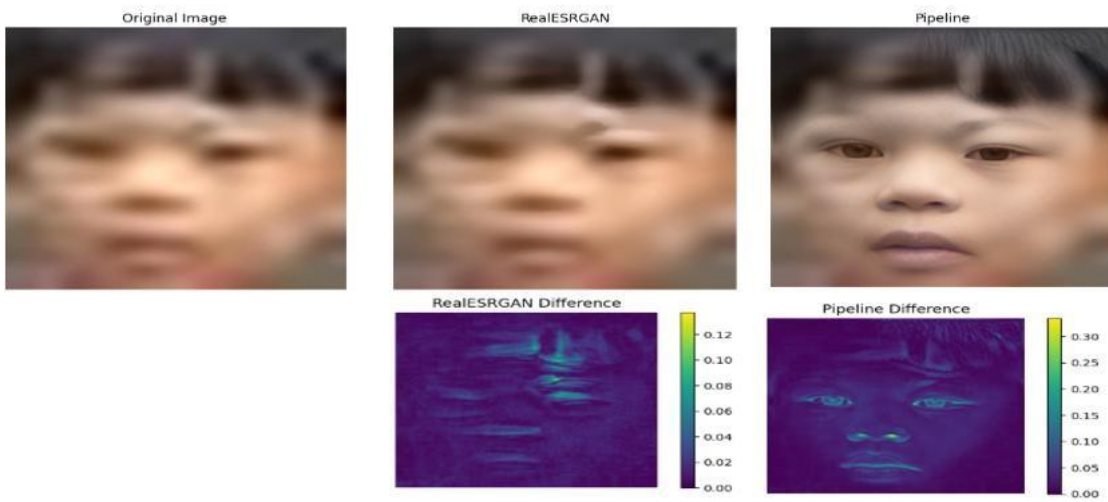 Original Image
RealESRGAN
Pipeline
RealESRGAN Difference
0.12
0.10
0.08
0.06
0.04
0.02
0.00
Pipeline Difference
0.30
0.25
0.20
0.15
0.10
0.05
0.00